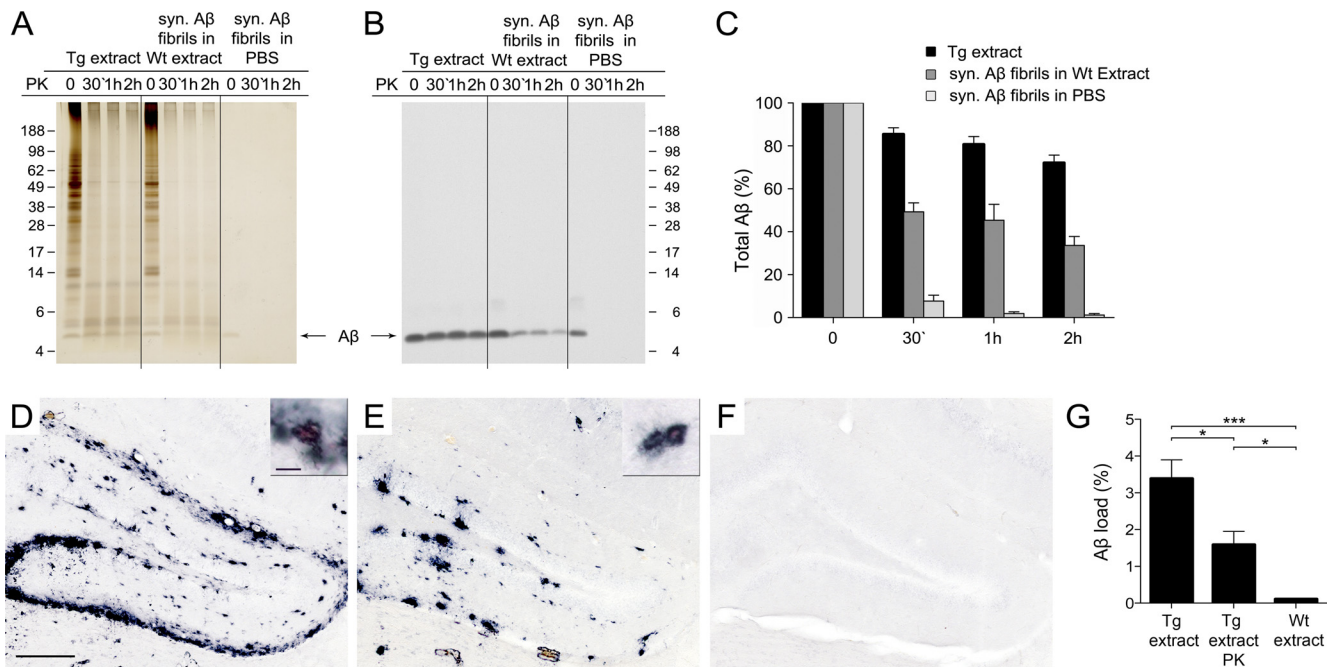 A
syn. Aβ
fibrils in
Wt extract
syn. Aβ
fibrils in
PBS
Tg extract
PK 0 30` 1h 2h 0 30` 1h 2h 0 30` 1h 2h
188
98
62
49
38
28
17
14
6
4
Aβ
B
syn. Aβ
fibrils in
Wt extract
syn. Aβ
fibrils in
PBS
Tg extract
PK 0 30` 1h 2h 0 30` 1h 2h 0 30` 1h 2h
188
98
62
49
38
28
17
14
6
4
C
Tg extract
syn. Aβ fibrils in Wt Extract
syn. Aβ fibrils in PBS
Total Aβ (%)
100
80
60
40
20
0
0 30` 1h 2h
D
E
F
G
Aβ load (%)
5
4
3
2
1
0
***
* *
Tg
extract
Tg
extract
PK
Wt
extract